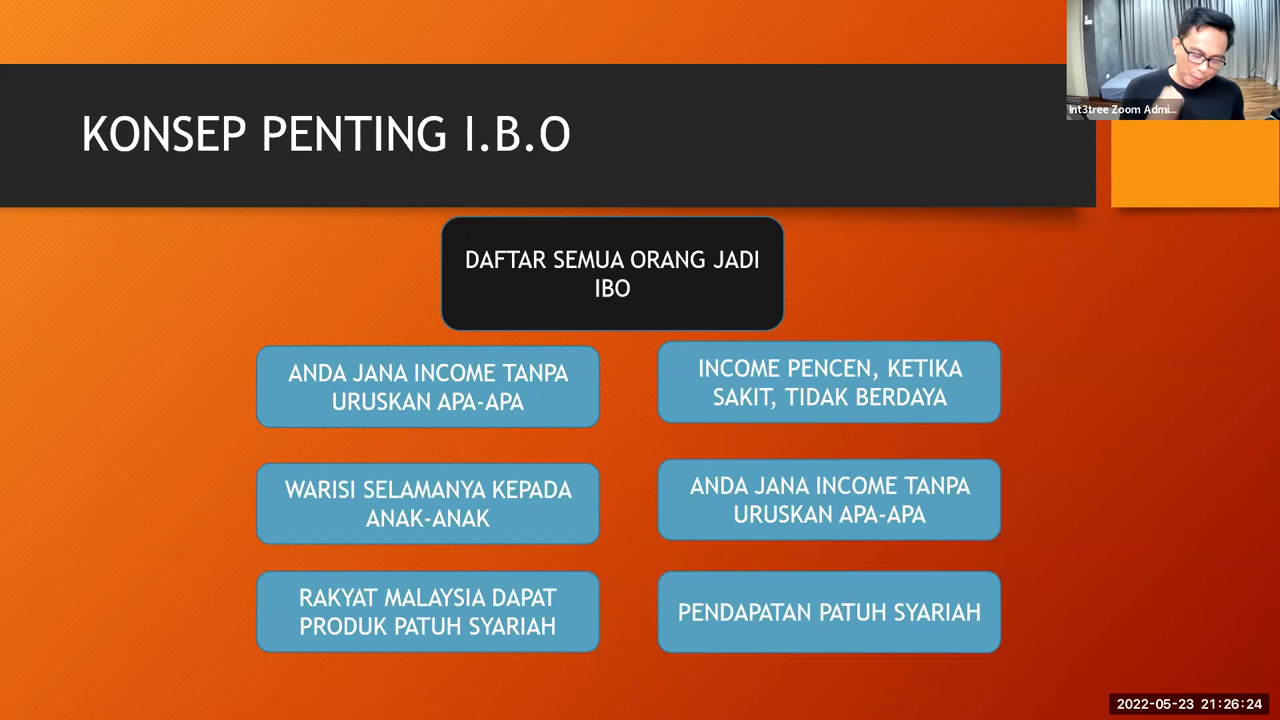 Int3tree Zoom Admi...
KONSEP PENTING I.B.O
DAFTAR SEMUA ORANG JADI
IBO
ANDA JANA INCOME TANPA
URUSKAN APA-APA
INCOME PENCEN, KETIKA
SAKIT, TIDAK BERDAYA
WARISI SELAMANYA KEPADA
ANAK-ANAK
ANDA JANA INCOME TANPA
URUSKAN APA-APA
RAKYAT MALAYSIA DAPAT
PRODUK PATUH SYARIAH
PENDAPATAN PATUH SYARIAH
2022-05-23 21:26:24